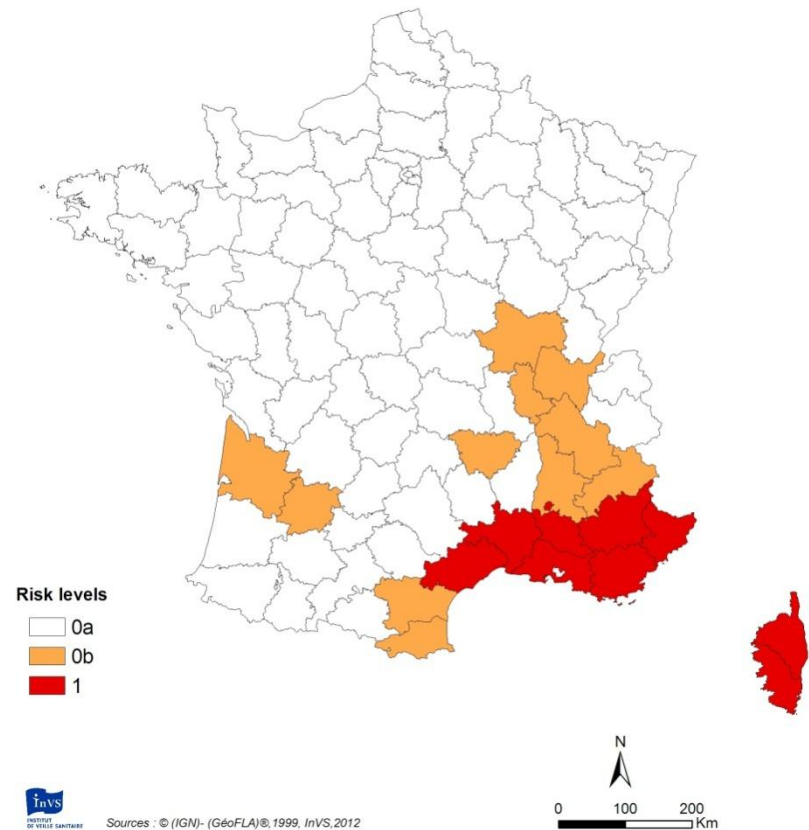 Risk levels
0a
0b
1
N
0 100 200
Km
InVS
INSTITUT
DE VEILLE SANITAIRE
Sources : © (IGN)- (GéoFLA)®,1999, InVS,2012